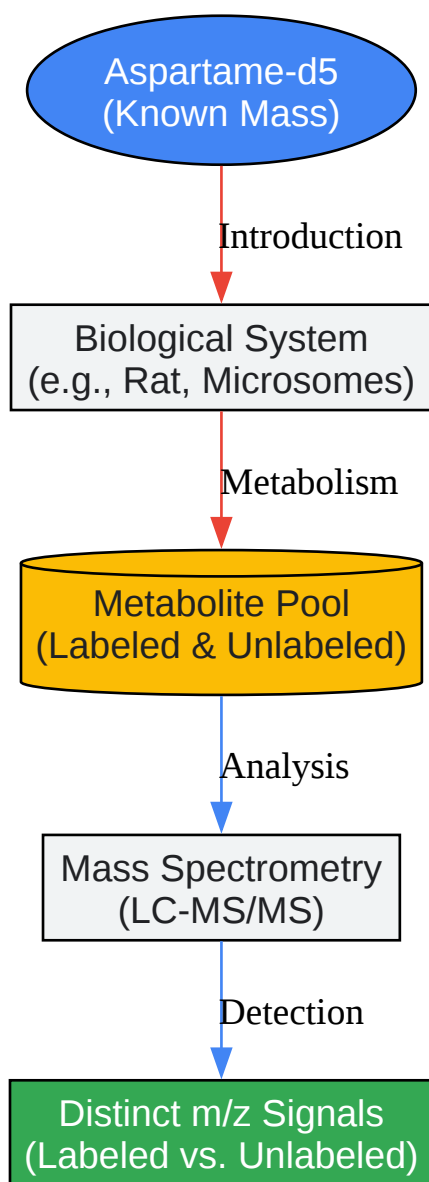 Aspartame-d5
(Known Mass)
Introduction
Biological System
(e.g., Rat, Microsomes)
Metabolism
Metabolite Pool
(Labeled & Unlabeled)
Analysis
Mass Spectrometry
(LC-MS/MS)
Detection
Distinct m/z Signals
(Labeled vs. Unlabeled)